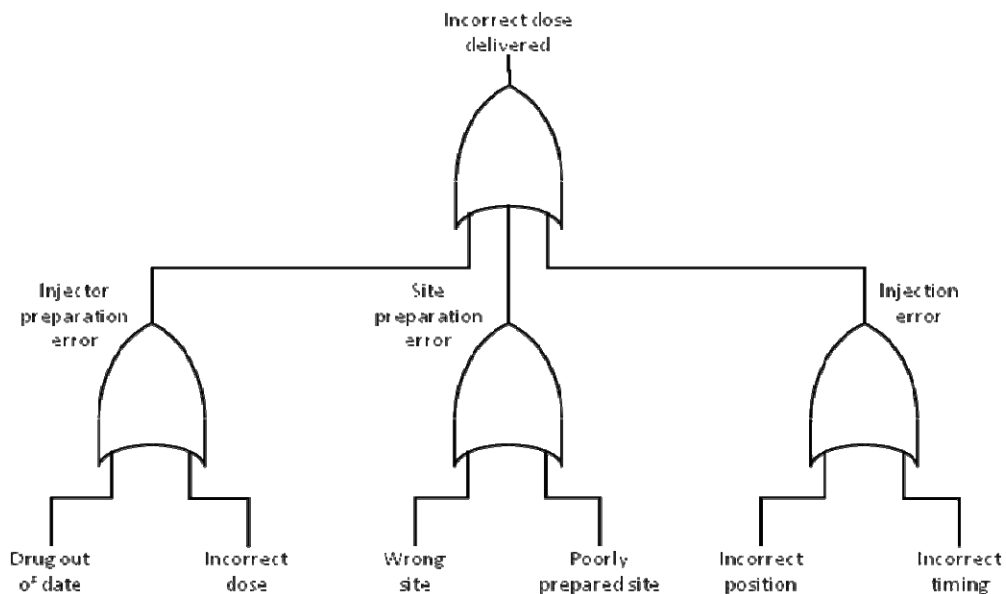 Incorrect dose
delivered
Injector
preparation
error
Site
preparation
error
Injection
error
Drug out
of date
Incorrect
dose
Wrong
site
Poorly
prepared site
Incorrect
position
Incorrect
timing